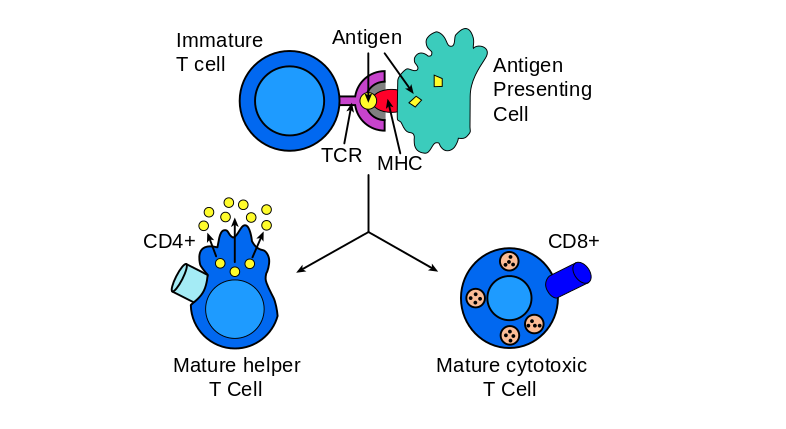 Immature
T cell
Antigen
Antigen
Presenting
Cell
TCR
MHC
CD4+
CD8+
Mature helper
T Cell
Mature cytotoxic
T Cell